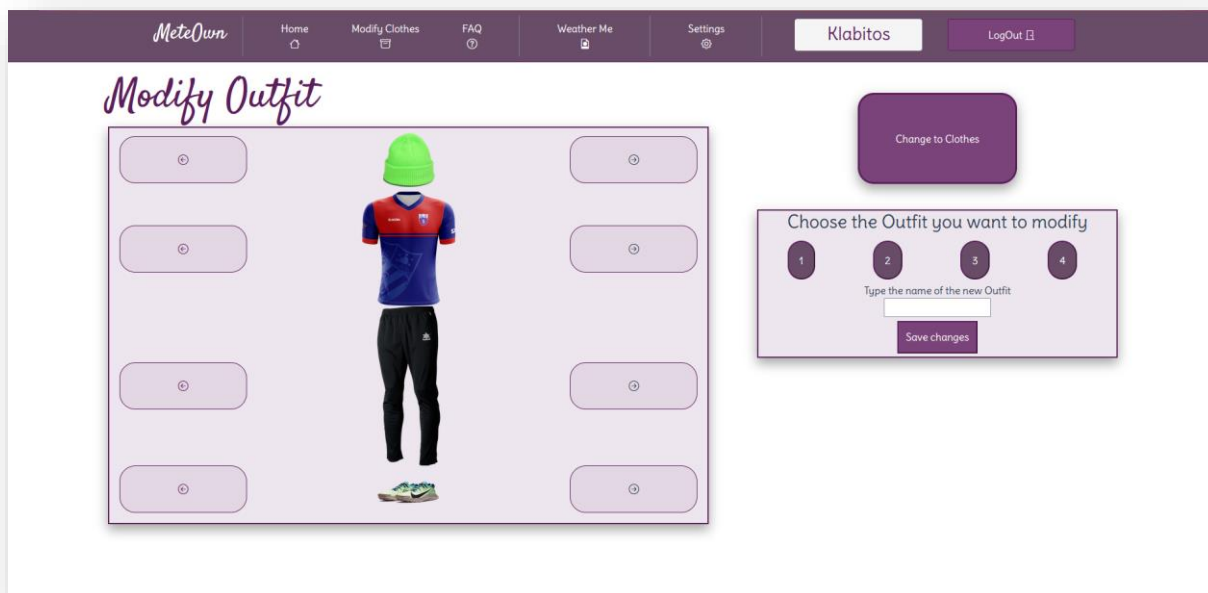 MeteOwn
Home
Modify Clothes
FAQ
Weather Me
Settings
Klabitos
LogOut
Modify Outfit
Change to Clothes
Choose the Outfit you want to modify
1 2 3 4
Type the name of the new Outfit
Save changes